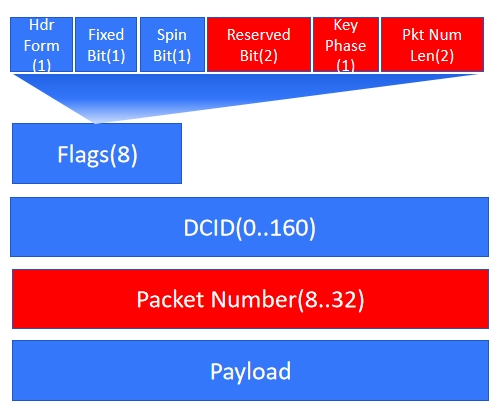 Hdr
Form
(1)
Fixed
Bit(1)
Spin
Bit(1)
Reserved
Bit(2)
Key
Phase
(1)
Pkt Num
Len(2)
Flags(8)
DCID(0..160)
Packet Number(8..32)
Payload